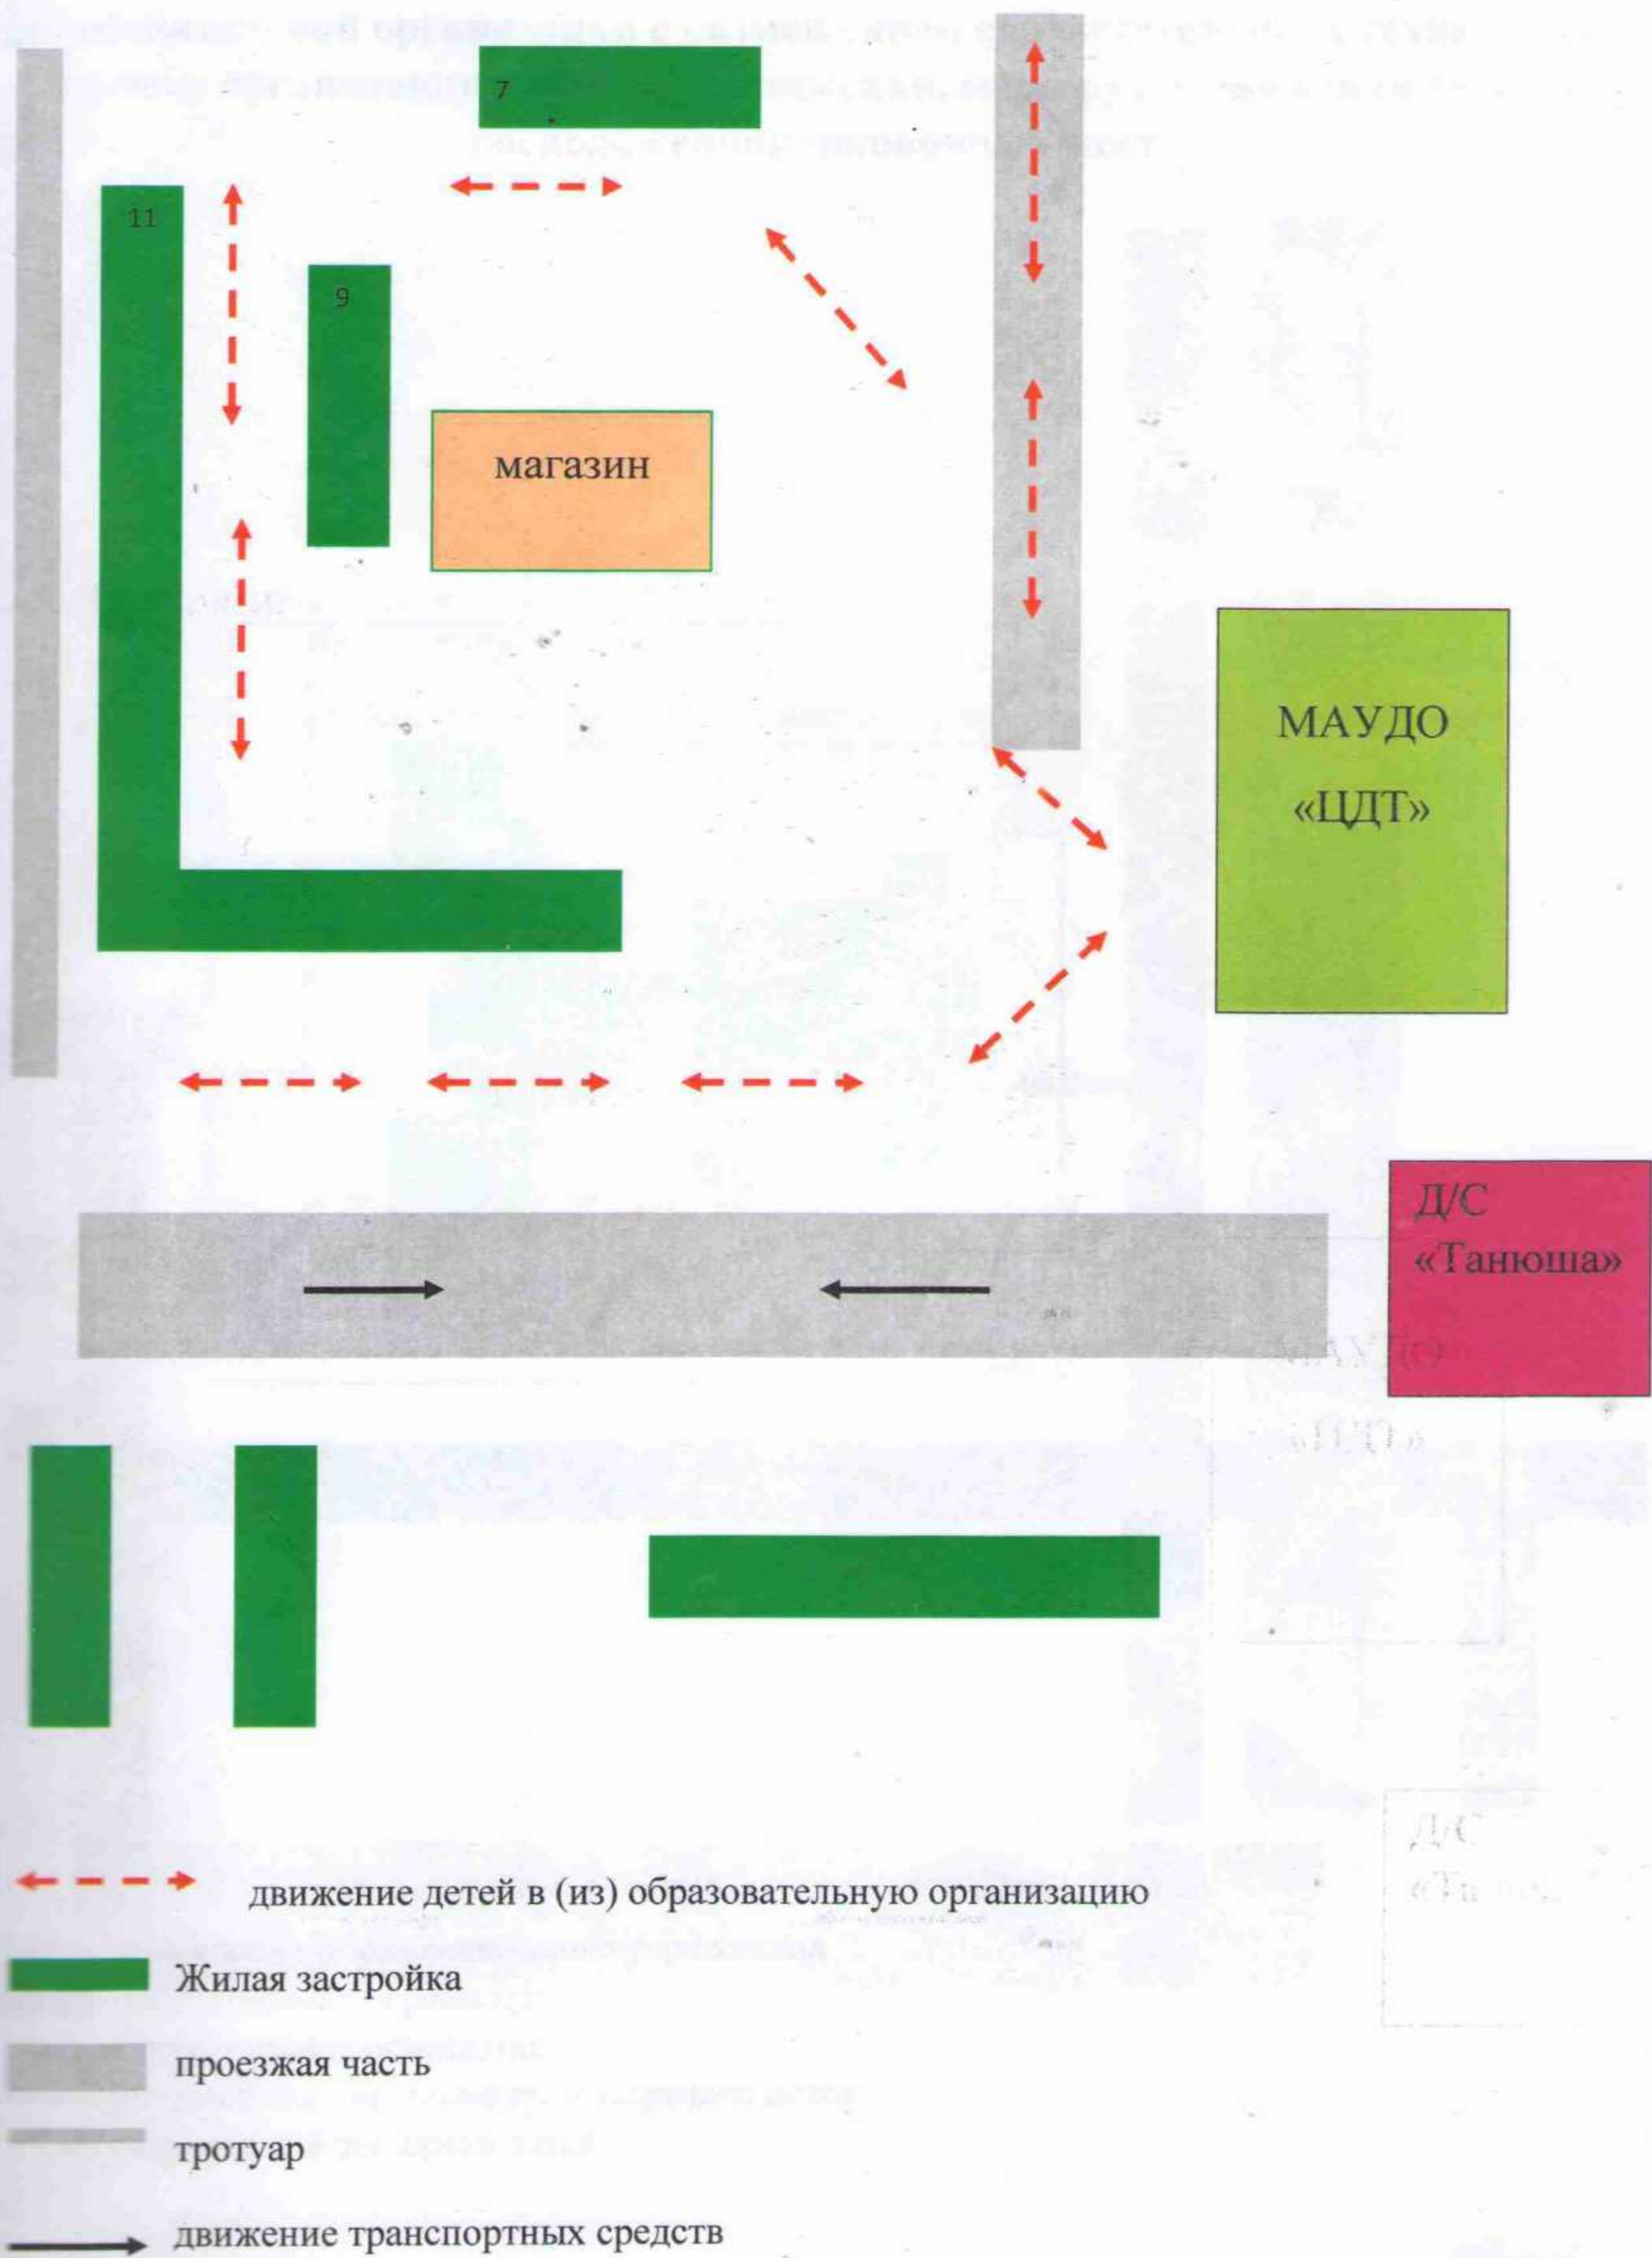 7
11
9
магазин
МАУДО
«ЦДТ»
Д/С
«Танюша»
МАУДО
Д/С
движение детей в (из) образовательную организацию
Жилая застройка
проезжая часть
тротуар
движение транспортных средств